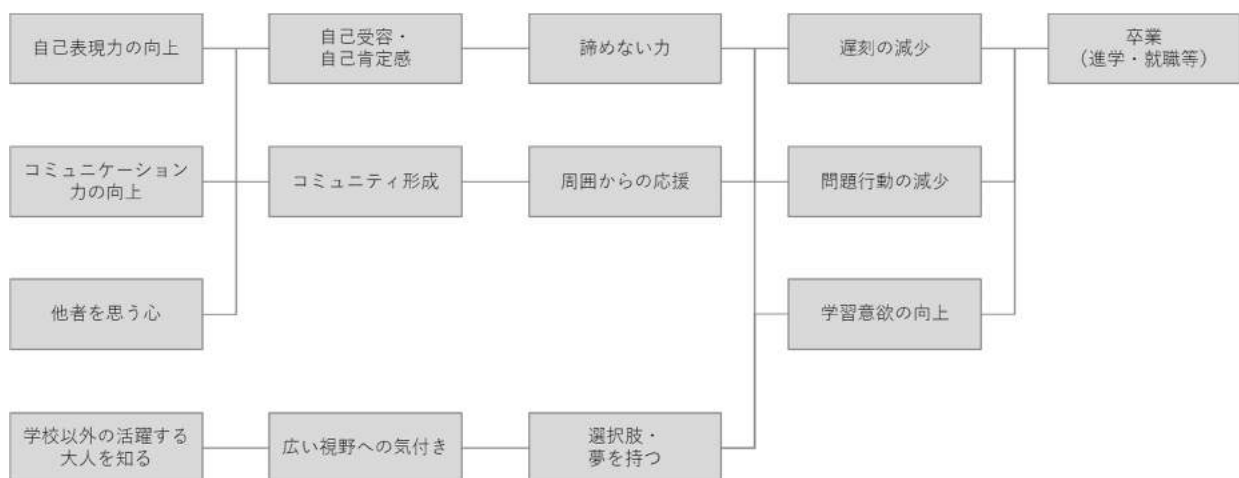 自己表現力の向上
自己受容・
自己肯定感
諦めない力
遅刻の減少
卒業
（進学・就職等）
コミュニケーション
力の向上
コミュニティ形成
周囲からの応援
問題行動の減少
他者を思う心
学習意欲の向上
学校以外の活躍する
大人を知る
広い視野への気付き
選択肢・
夢を持つ